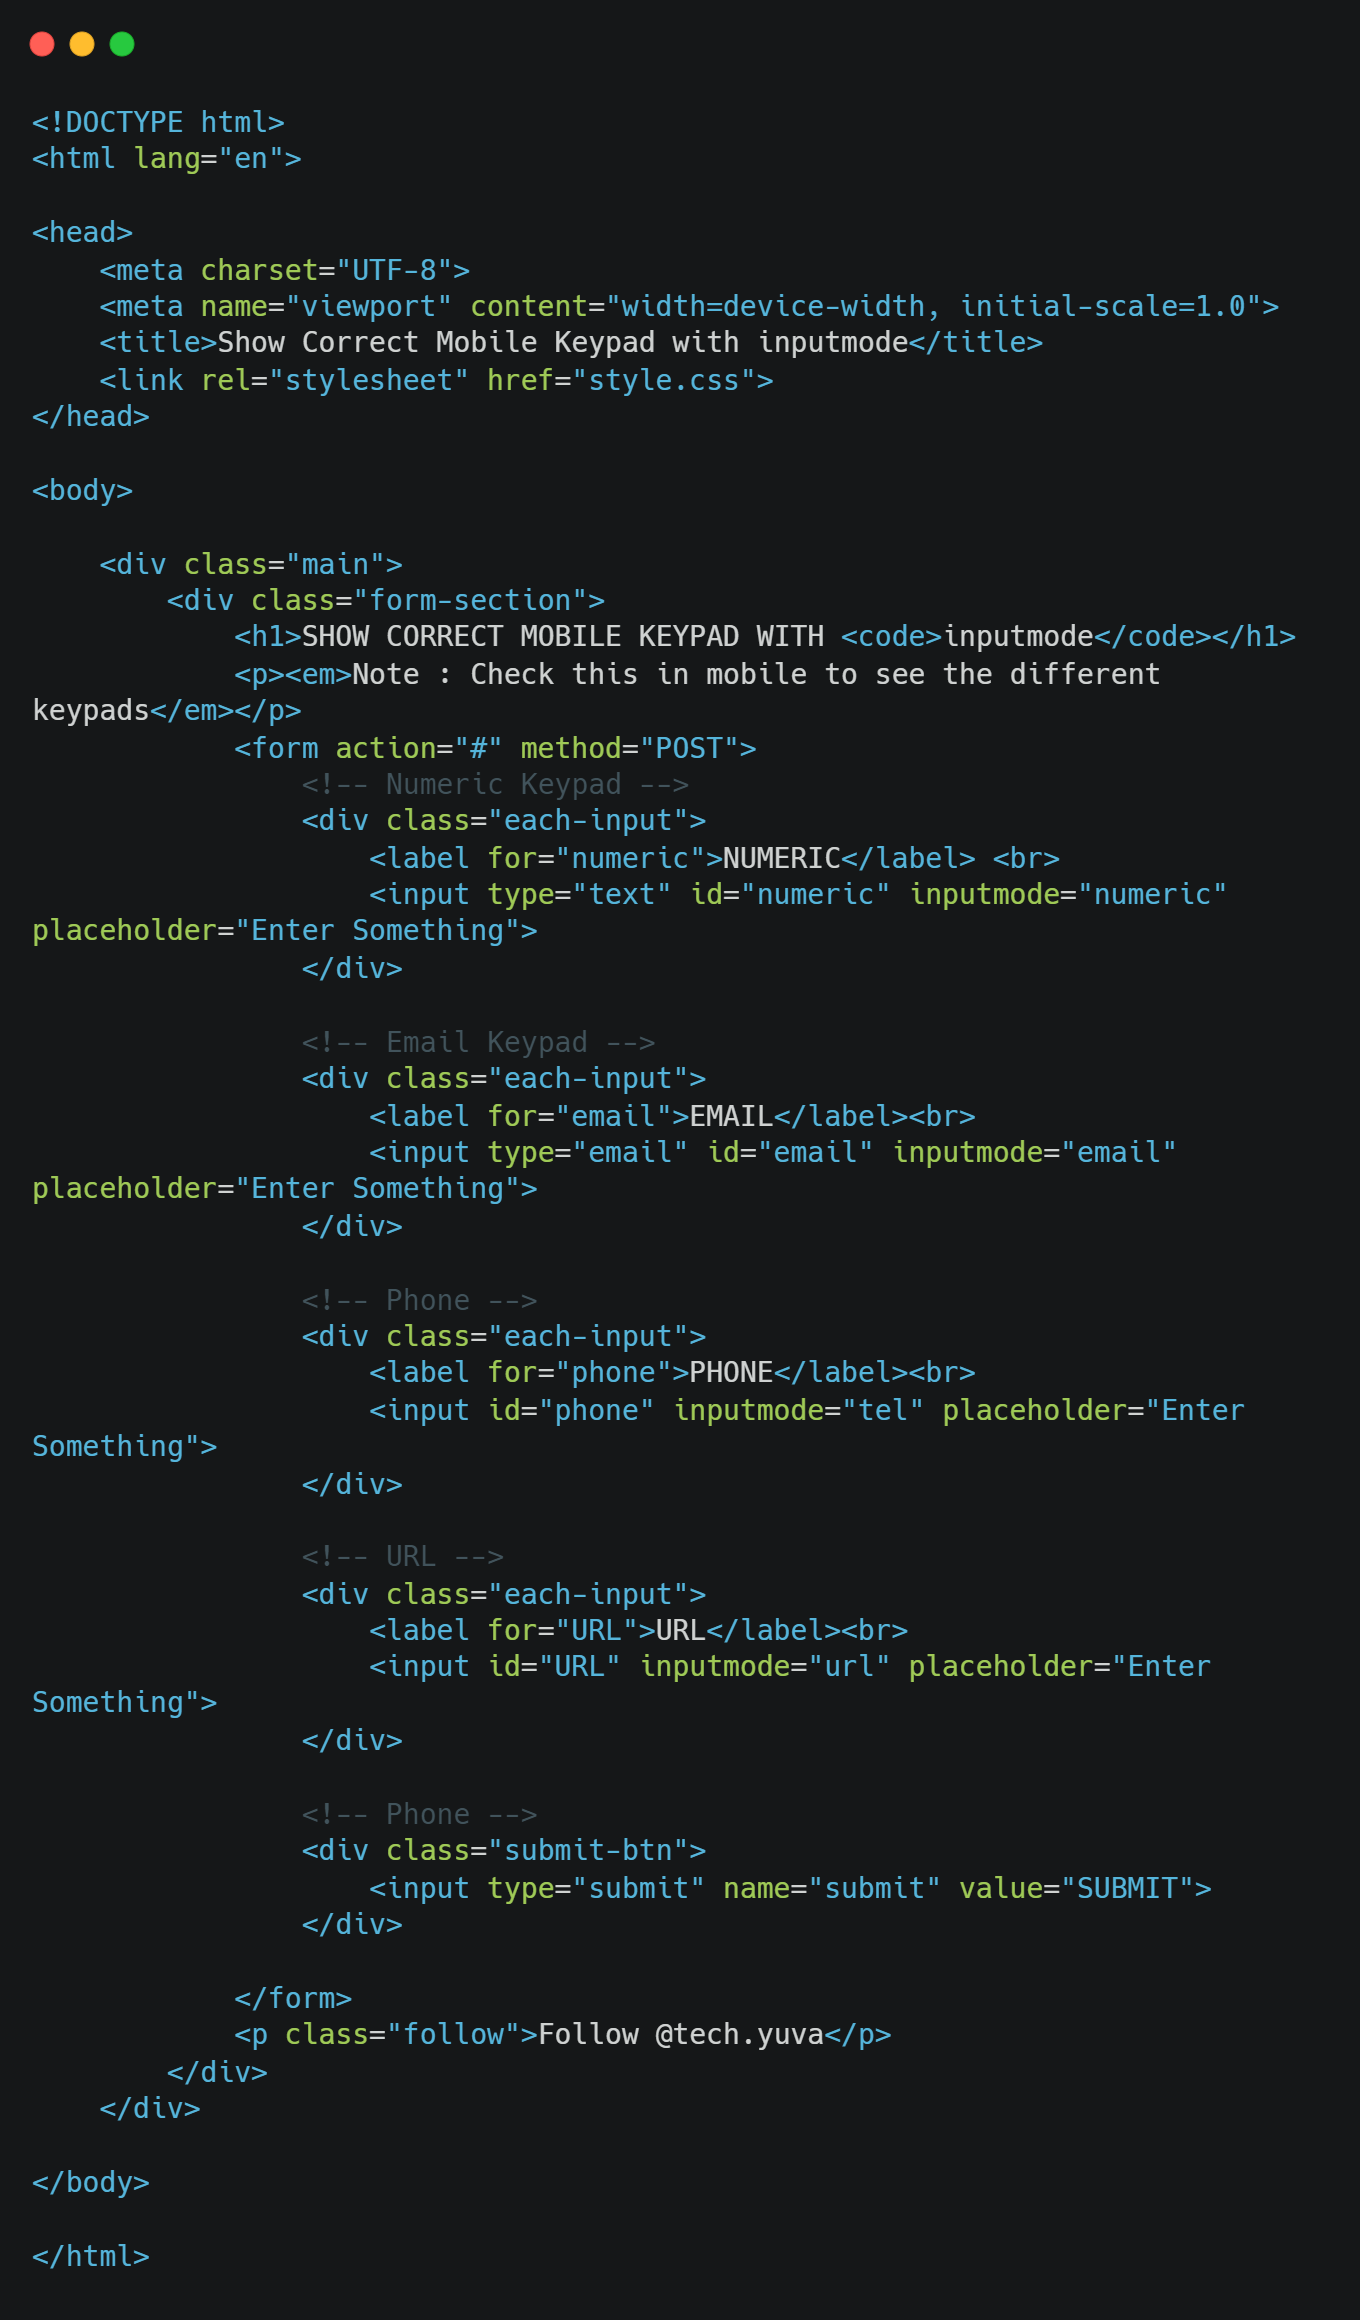 <!DOCTYPE html>
<html lang="en">
<head>
    <meta charset="UTF-8">
    <meta name="viewport" content="width=device-width, initial-scale=1.0">
    <title>Show Correct Mobile Keypad with inputmode</title>
    <link rel="stylesheet" href="style.css">
</head>
<body>
    <div class="main">
        <div class="form-section">
            <h1>SHOW CORRECT MOBILE KEYPAD WITH <code>inputmode</code></h1>
            <p><em>Note : Check this in mobile to see the different
keypads</em></p>
            <form action="#" method="POST">
                <!-- Numeric Keypad -->
                <div class="each-input">
                    <label for="numeric">NUMERIC</label> <br>
                    <input type="text" id="numeric" inputmode="numeric"
placeholder="Enter Something">
                </div>
                <!-- Email Keypad -->
                <div class="each-input">
                    <label for="email">EMAIL</label><br>
                    <input type="email" id="email" inputmode="email"
placeholder="Enter Something">
                </div>
                <!-- Phone -->
                <div class="each-input">
                    <label for="phone">PHONE</label><br>
                    <input id="phone" inputmode="tel" placeholder="Enter
Something">
                </div>
                <!-- URL -->
                <div class="each-input">
                    <label for="URL">URL</label><br>
                    <input id="URL" inputmode="url" placeholder="Enter
Something">
                </div>
                <!-- Phone -->
                <div class="submit-btn">
                    <input type="submit" name="submit" value="SUBMIT">
                </div>
            </form>
            <p class="follow">Follow @tech.yuva</p>
        </div>
    </div>
</body>
</html>